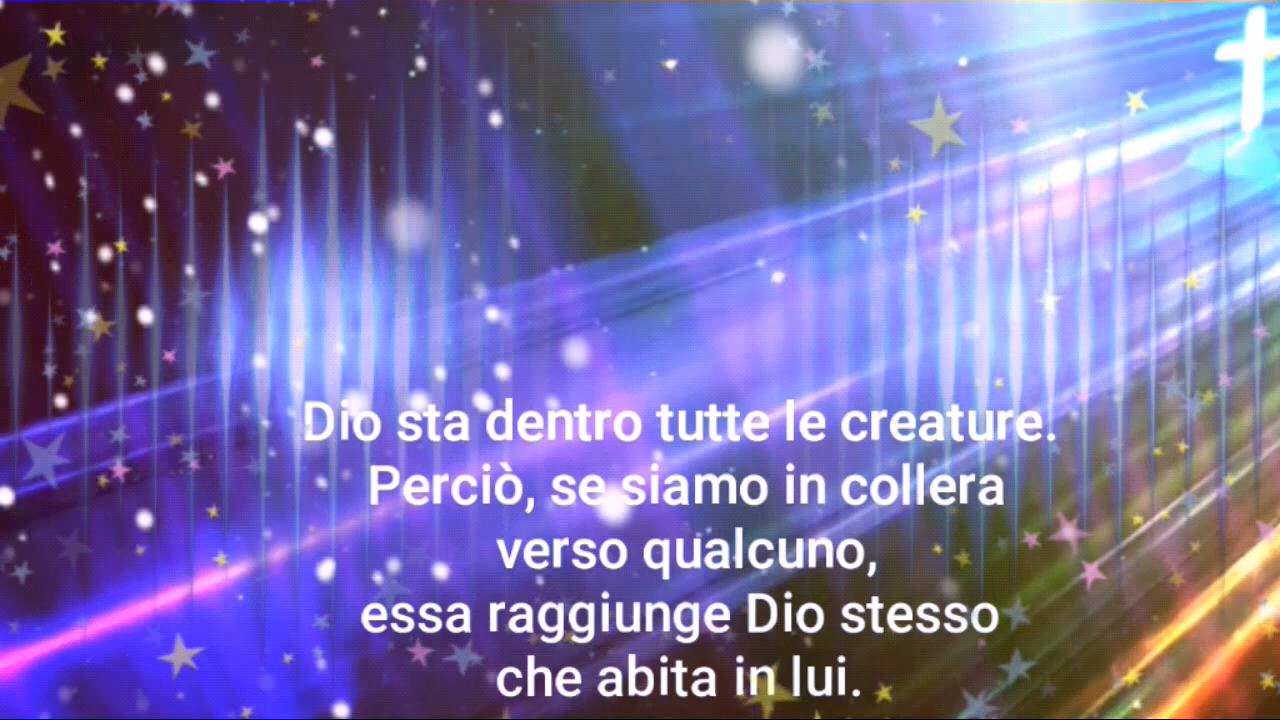 Dio sta dentro tutte le creature.
Perciò, se siamo in collera
verso qualcuno,
essa raggiunge Dio stesso
che abita in lui.